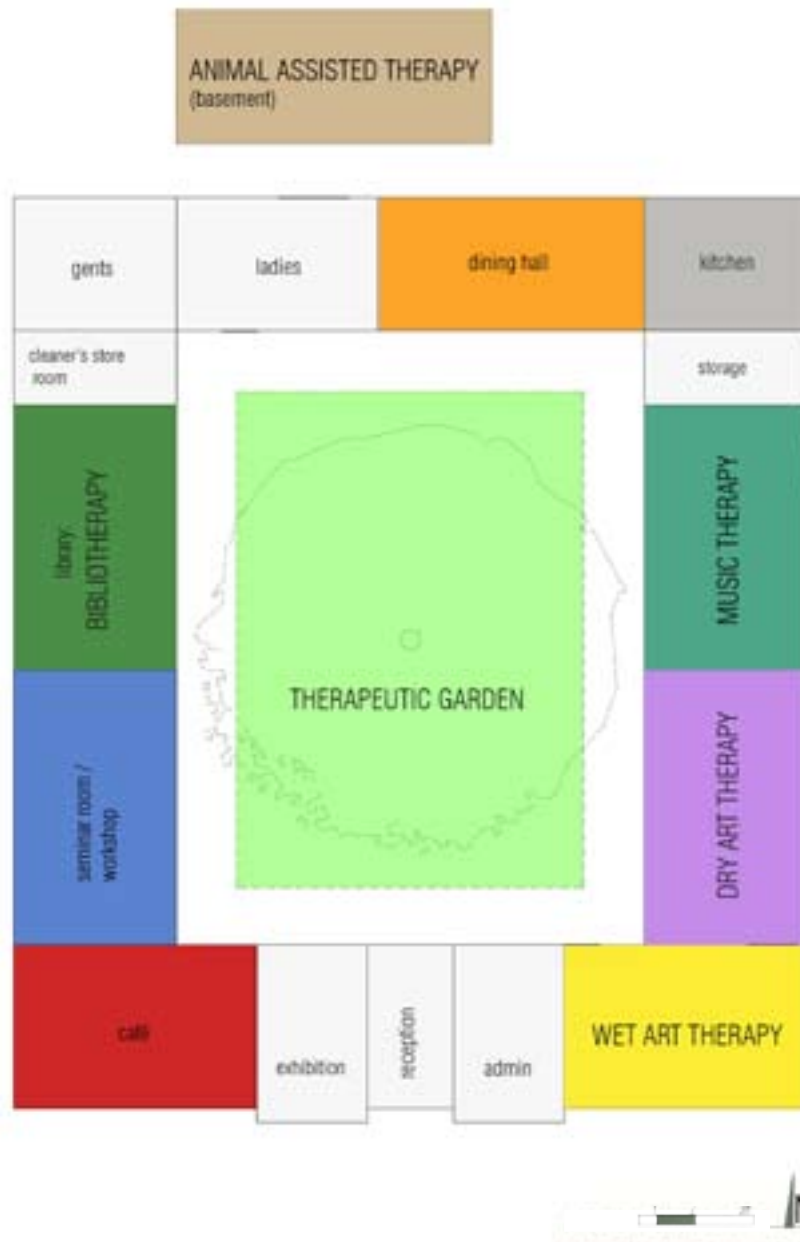 ANIMAL ASSISTED THERAPY
(basement)
gents
ladies
dining hall
kitchen
cleaner's store
room
storage
library:
BIBLIOTHERAPY
MUSIC THERAPY
THERAPEUTIC GARDEN
seminar room /
workshop
DRY ART THERAPY
café
exhibition
reception
admin
WET ART THERAPY